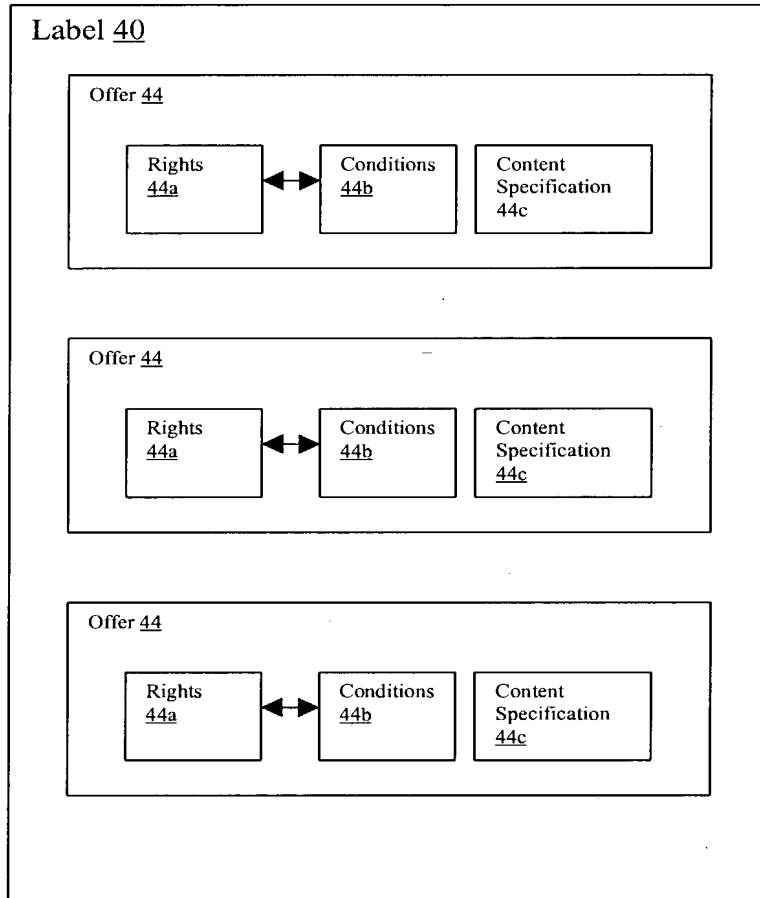 Label 40
Offer 44
Rights
44a
Conditions
44b
Content
Specification
44c
Offer 44
Rights
44a
Conditions
44b
Content
Specification
44c
Offer 44
Rights
44a
Conditions
44b
Content
Specification
44c